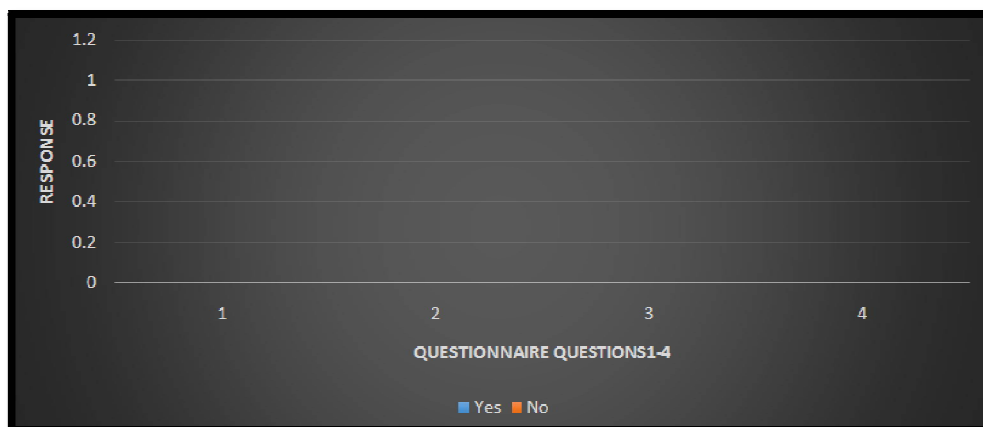 1.2
1
0.8
0.6
0.4
0.2
0
RESPONSE
1 2 3 4
QUESTIONNAIRE QUESTIONS1-4
Yes No